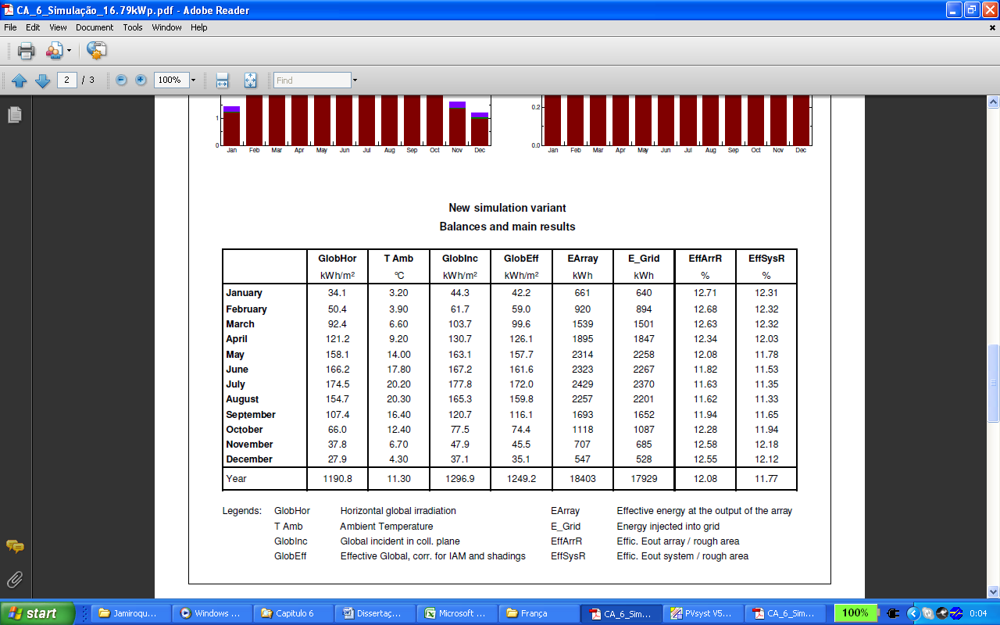 CA_6_Simulação_16.79kWp.pdf - Adobe Reader
File Edit View Document Tools Window Help
2 / 3 100% Find
1
0
Jan Feb Mar Apr May Jun Jul Aug Sep Oct Nov Dec
0.2
0.0
Jan Feb Mar Apr May Jun Jul Aug Sep Oct Nov Dec
New simulation variant
Balances and main results
GlobHor T Amb GlobInc GlobEff EArray E_Grid EffArrR EffSysR
kWh/m² °C kWh/m² kWh/m² kWh kWh % %
January 34.1 3.20 44.3 42.2 661 640 12.71 12.31
February 50.4 3.90 61.7 59.0 920 894 12.68 12.32
March 92.4 6.60 103.7 99.6 1539 1501 12.63 12.32
April 121.2 9.20 130.7 126.1 1895 1847 12.34 12.03
May 158.1 14.00 163.1 157.7 2314 2258 12.08 11.78
June 166.2 17.80 167.2 161.6 2323 2267 11.82 11.53
July 174.5 20.20 177.8 172.0 2429 2370 11.63 11.35
August 154.7 20.30 165.3 159.8 2257 2201 11.62 11.33
September 107.4 16.40 120.7 116.1 1693 1652 11.94 11.65
October 66.0 12.40 77.5 74.4 1118 1087 12.28 11.94
November 37.8 6.70 47.9 45.5 707 685 12.58 12.18
December 27.9 4.30 37.1 35.1 547 528 12.55 12.12
Year 1190.8 11.30 1296.9 1249.2 18403 17929 12.08 11.77
Legends: GlobHor Horizontal global irradiation EArray Effective energy at the output of the array
T Amb Ambient Temperature E_Grid Energy injected into grid
GlobInc Global incident in coll. plane EffArrR Effic. Eout array / rough area
GlobEff Effective Global, corr. for IAM and shadings EffSysR Effic. Eout system / rough area
start Jamiroqu... Windows ... Capitulo 6 Dissertaç... Microsoft ... França CA_6_Sim... PVsyst V5... CA_6_Sim... 100% 0:04